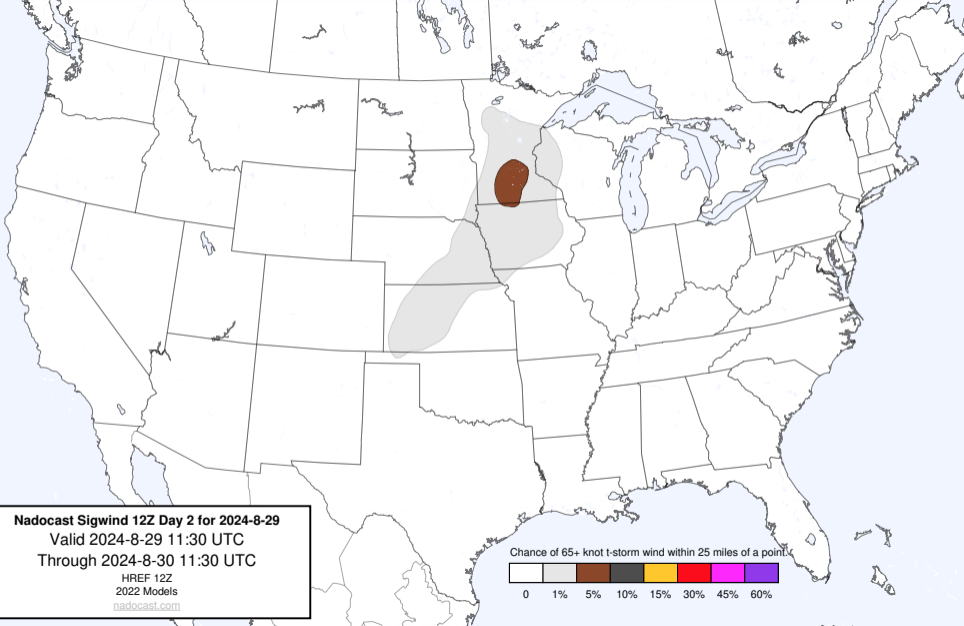 Nadocast Sigwind 12Z Day 2 for 2024-8-29
Valid 2024-8-29 11:30 UTC
Through 2024-8-30 11:30 UTC
HREF 12Z
2022 Models
nadocast.com
Chance of 65+ knot t-storm wind within 25 miles of a point.
0 1% 5% 10% 15% 30% 45% 60%